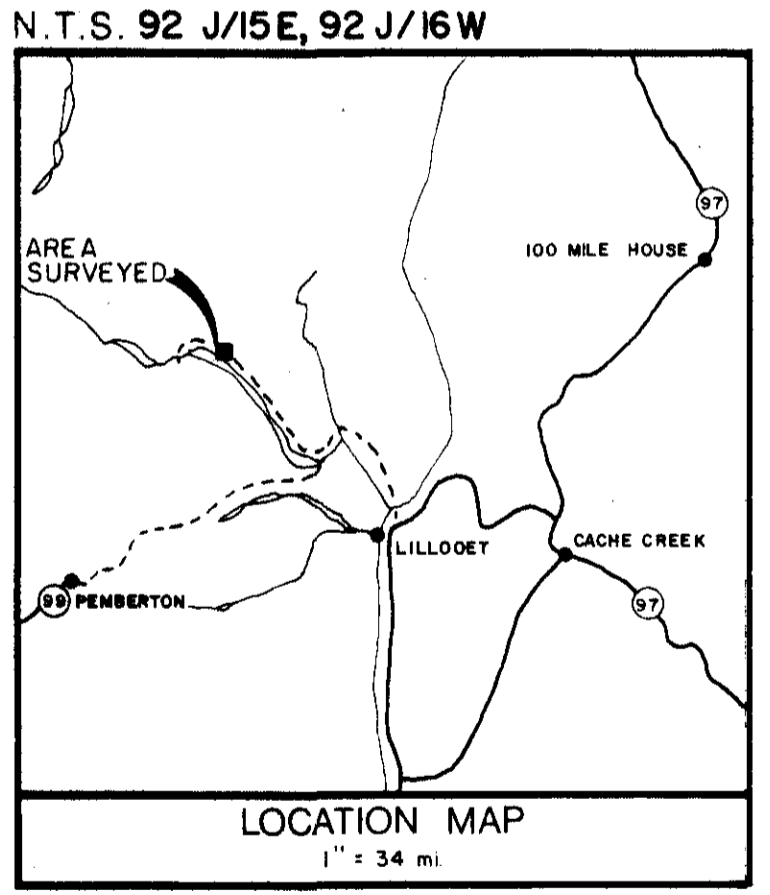 N.T.S. 92 J/15E, 92 J/16W
97
100 MILE HOUSE
AREA
SURVEYED
LILLOOET
CACHE CREEK
99 PEMBERTON
97
LOCATION MAP
1" = 34 mi.